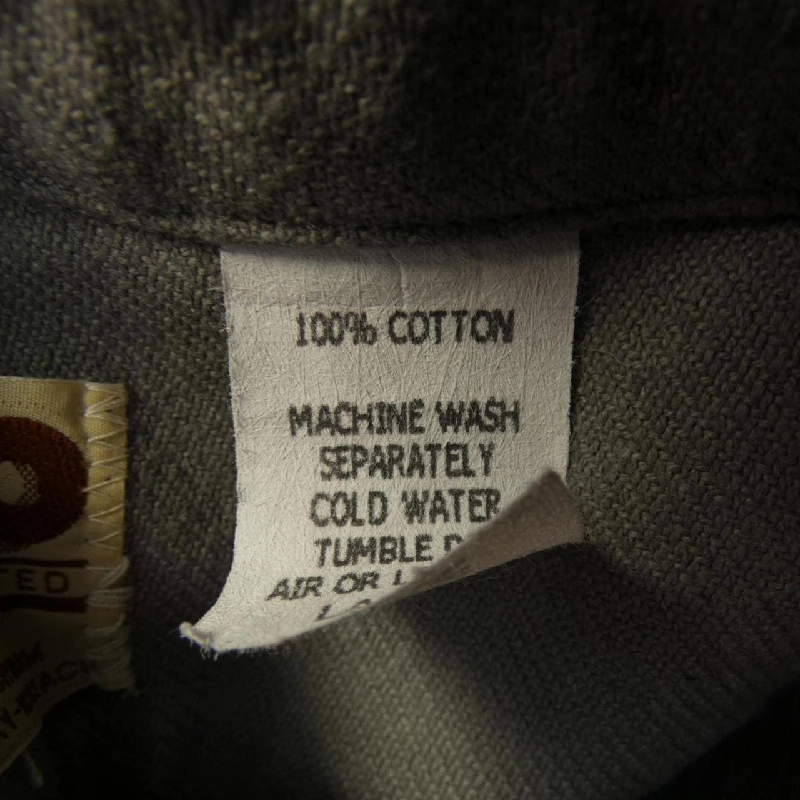 100% COTTON
MACHINE WASH
SEPARATELY
COLD WATER
TUMBLE
AIR OR